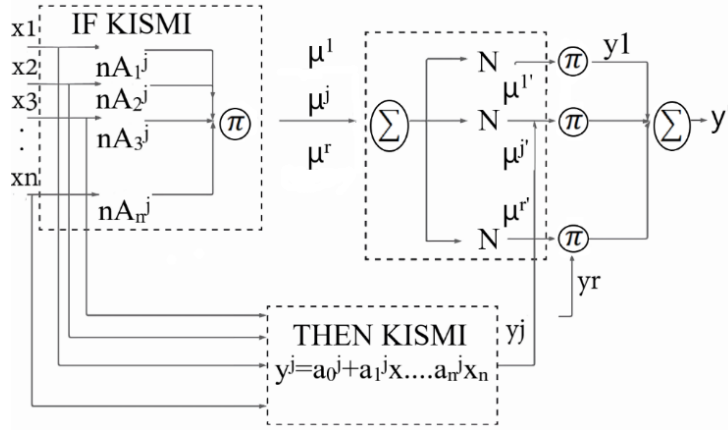 IF KISMI
x1
x2
x3
:
xn
nA₁ʲ
nA₂ʲ
nA₃ʲ
nAₙʲ
π
μ¹
μʲ
μʳ
∑
N
N
N
μ¹'
μʲ'
μʳ'
π
π
π
y1
∑
y
yr
yj
THEN KISMI
yʲ=a₀ʲ+a₁ʲx....aₙʲxₙ